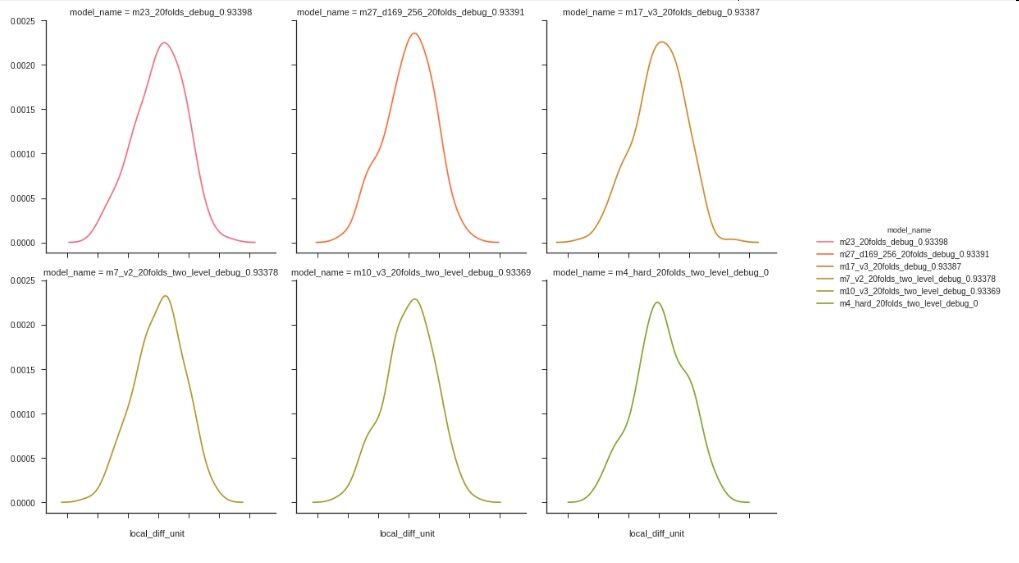 model_name = m23_20folds_debug_0.93398
model_name = m27_d169_256_20folds_debug_0.93391
model_name = m17_v3_20folds_debug_0.93387
0.0025
0.0020
0.0015
0.0010
0.0005
0.0000
model_name = m7_v2_20folds_two_level_debug_0.93378
model_name = m10_v3_20folds_two_level_debug_0.93369
model_name = m4_hard_20folds_two_level_debug_0
0.0025
0.0020
0.0015
0.0010
0.0005
0.0000
local_diff_unit
local_diff_unit
local_diff_unit
model_name
m23_20folds_debug_0.93398
m27_d169_256_20folds_debug_0.93391
m17_v3_20folds_debug_0.93387
m7_v2_20folds_two_level_debug_0.93378
m10_v3_20folds_two_level_debug_0.93369
m4_hard_20folds_two_level_debug_0